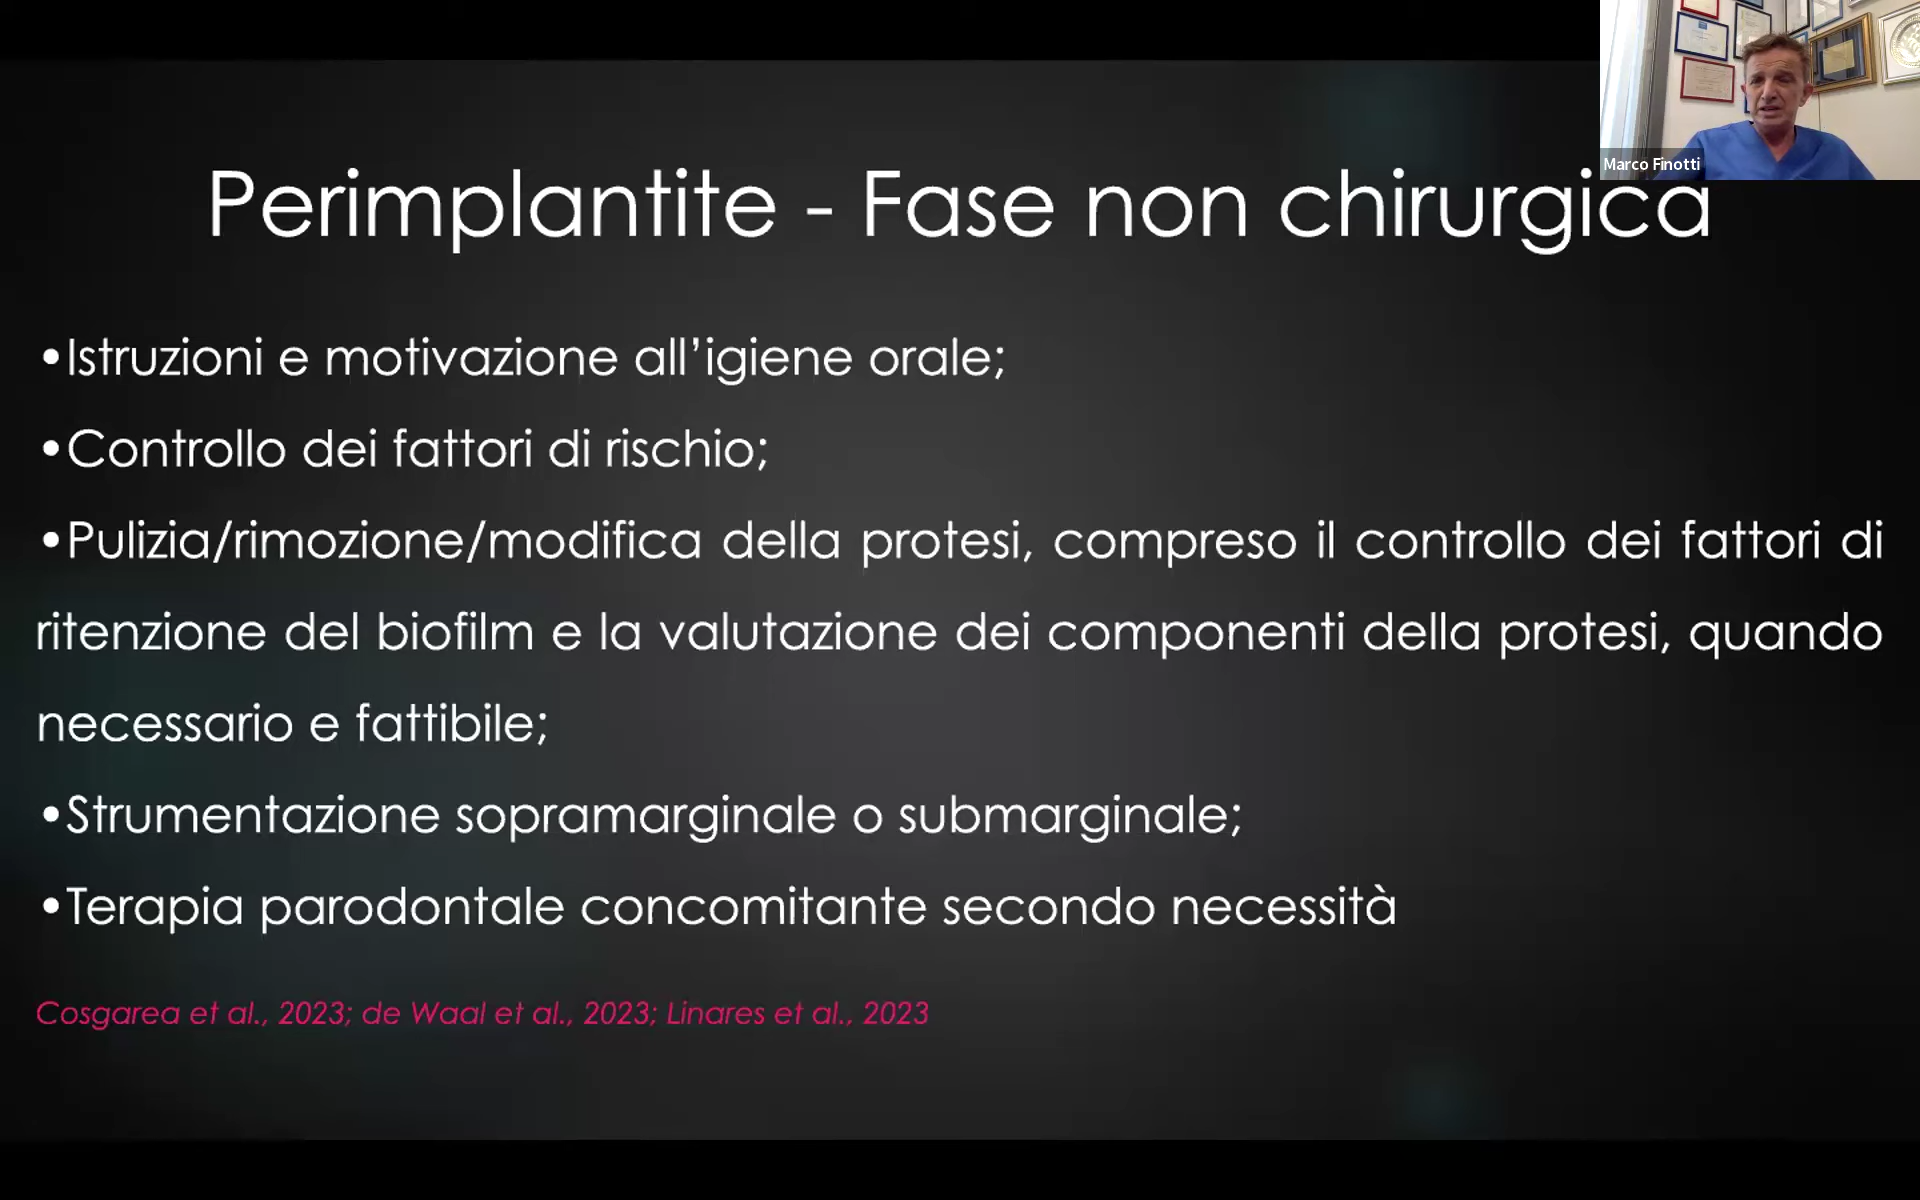 Marco Finotti
Perimplantite - Fase non chirurgica
•Istruzioni e motivazione all’igiene orale;
•Controllo dei fattori di rischio;
•Pulizia/rimozione/modifica della protesi, compreso il controllo dei fattori di
ritenzione del biofilm e la valutazione dei componenti della protesi, quando
necessario e fattibile;
•Strumentazione sopramarginale o submarginale;
•Terapia parodontale concomitante secondo necessità
Cosgarea et al., 2023; de Waal et al., 2023; Linares et al., 2023